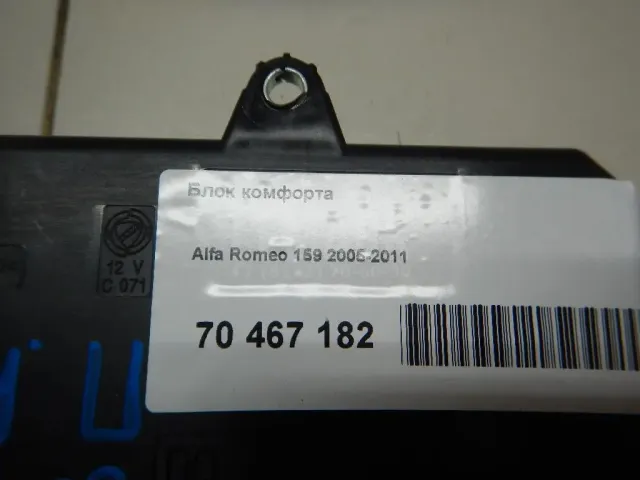 Блок комфорта
Alfa Romeo 159 2005-2011
12 V
C 071
70 467 182